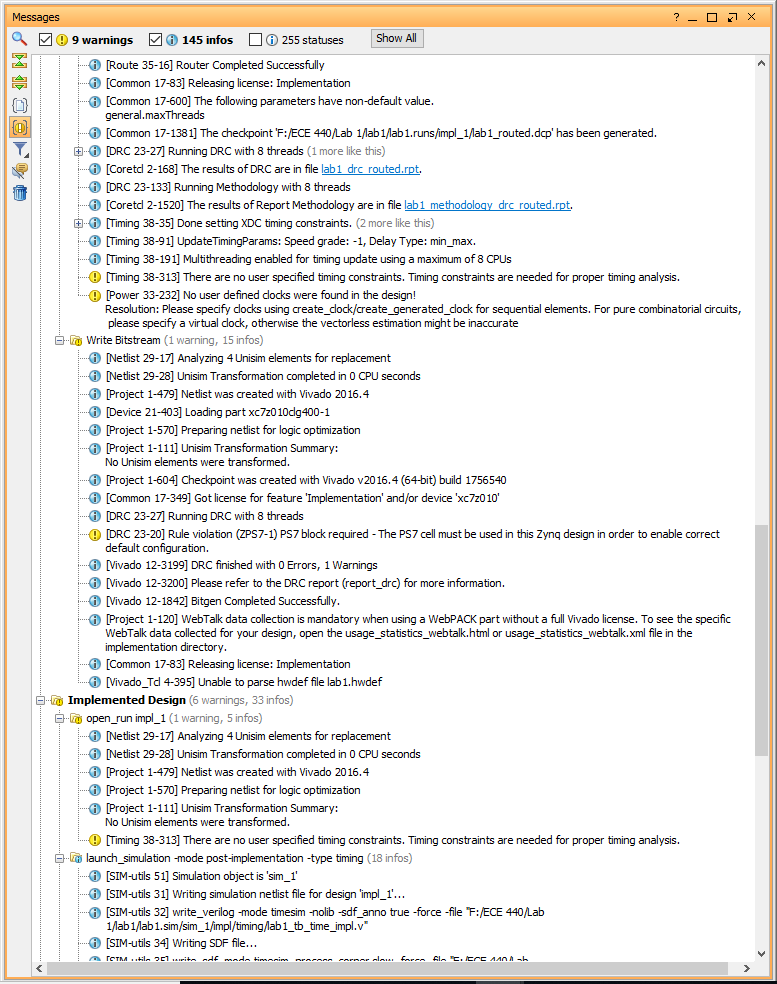 Messages
9 warnings 145 infos 255 statuses Show All
[Route 35-16] Router Completed Successfully
[Common 17-83] Releasing license: Implementation
[Common 17-600] The following parameters have non-default value.
general.maxThreads
[Common 17-1381] The checkpoint 'F:/ECE 440/Lab 1/lab1/lab1.runs/impl_1/lab1_routed.dcp' has been generated.
[DRC 23-27] Running DRC with 8 threads (1 more like this)
[Coretcl 2-168] The results of DRC are in file lab1_drc_routed.rpt.
[DRC 23-133] Running Methodology with 8 threads
[Coretcl 2-1520] The results of Report Methodology are in file lab1_methodology_drc_routed.rpt.
[Timing 38-35] Done setting XDC timing constraints. (2 more like this)
[Timing 38-91] UpdateTimingParams: Speed grade: -1, Delay Type: min_max.
[Timing 38-191] Multithreading enabled for timing update using a maximum of 8 CPUs
[Timing 38-313] There are no user specified timing constraints. Timing constraints are needed for proper timing analysis.
[Power 33-232] No user defined clocks were found in the design!
Resolution: Please specify clocks using create_clock/create_generated_clock for sequential elements. For pure combinatorial circuits,
please specify a virtual clock, otherwise the vectorless estimation might be inaccurate
Write Bitstream (1 warning, 15 infos)
[Netlist 29-17] Analyzing 4 Unisim elements for replacement
[Netlist 29-28] Unisim Transformation completed in 0 CPU seconds
[Project 1-479] Netlist was created with Vivado 2016.4
[Device 21-403] Loading part xc7z010clg400-1
[Project 1-570] Preparing netlist for logic optimization
[Project 1-111] Unisim Transformation Summary:
No Unisim elements were transformed.
[Project 1-604] Checkpoint was created with Vivado v2016.4 (64-bit) build 1756540
[Common 17-349] Got license for feature 'Implementation' and/or device 'xc7z010'
[DRC 23-27] Running DRC with 8 threads
[DRC 23-20] Rule violation (ZPS7-1) PS7 block required - The PS7 cell must be used in this Zynq design in order to enable correct
default configuration.
[Vivado 12-3199] DRC finished with 0 Errors, 1 Warnings
[Vivado 12-3200] Please refer to the DRC report (report_drc) for more information.
[Vivado 12-1842] Bitgen Completed Successfully.
[Project 1-120] WebTalk data collection is mandatory when using a WebPACK part without a full Vivado license. To see the specific
WebTalk data collected for your design, open the usage_statistics_webtalk.html or usage_statistics_webtalk.xml file in the
implementation directory.
[Common 17-83] Releasing license: Implementation
[Vivado_Tcl 4-395] Unable to parse hwdef file lab1.hwdef
Implemented Design (6 warnings, 33 infos)
open_run impl_1 (1 warning, 5 infos)
[Netlist 29-17] Analyzing 4 Unisim elements for replacement
[Netlist 29-28] Unisim Transformation completed in 0 CPU seconds
[Project 1-479] Netlist was created with Vivado 2016.4
[Project 1-570] Preparing netlist for logic optimization
[Project 1-111] Unisim Transformation Summary:
No Unisim elements were transformed.
[Timing 38-313] There are no user specified timing constraints. Timing constraints are needed for proper timing analysis.
launch_simulation -mode post-implementation -type timing (18 infos)
[SIM-utils 51] Simulation object is 'sim_1'
[SIM-utils 31] Writing simulation netlist file for design 'impl_1'...
[SIM-utils 32] write_verilog -mode timesim -nolib -sdf_anno true -force -file "F:/ECE 440/Lab
1/lab1/lab1.sim/sim_1/impl/timing/lab1_tb_time_impl.v"
[SIM-utils 34] Writing SDF file...
[SIM-utils 35] write_sdf -mode timesim -process_corner slow -force -file "F:/ECE 440/Lab